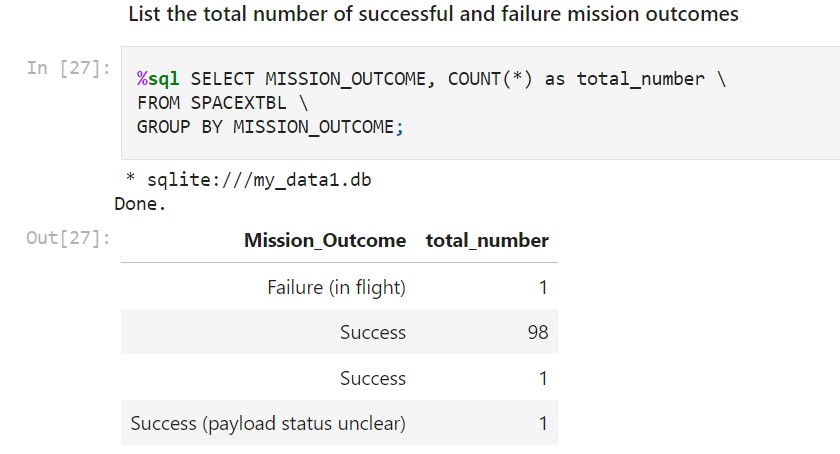 List the total number of successful and failure mission outcomes
In [27]:
%sql SELECT MISSION_OUTCOME, COUNT(*) as total_number \
FROM SPACEXTBL \
GROUP BY MISSION_OUTCOME;
* sqlite:///my_data1.db
Done.
Out[27]:
Mission_Outcome total_number
Failure (in flight) 1
Success 98
Success 1
Success (payload status unclear) 1